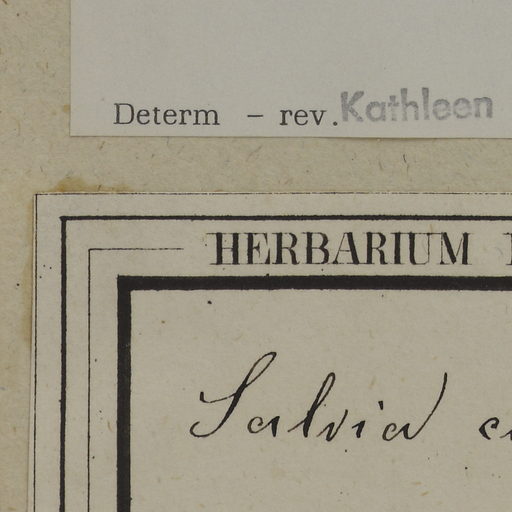 Determ – rev. Kathleen
HERBARIUM
Salvia